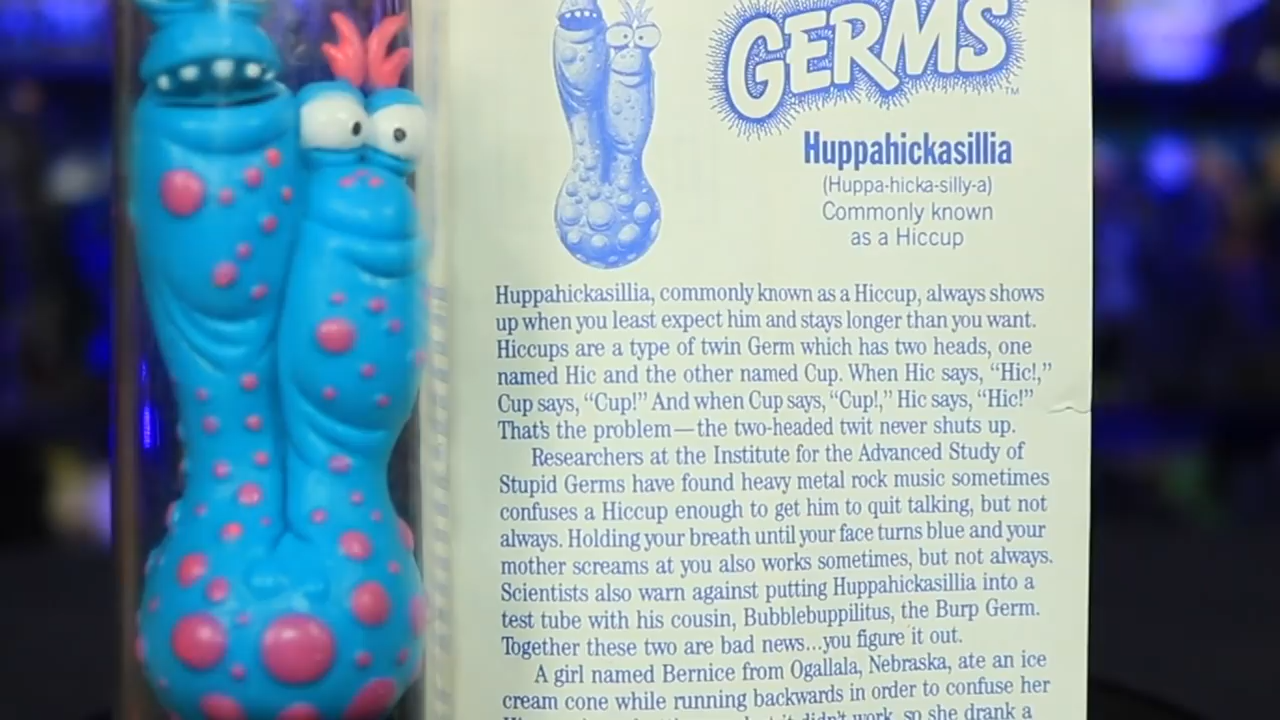 GERMS™
Huppahickasillia
(Huppa-hicka-silly-a)
Commonly known
as a Hiccup
Huppahickasillia, commonly known as a Hiccup, always shows
up when you least expect him and stays longer than you want.
Hiccups are a type of twin Germ which has two heads, one
named Hic and the other named Cup. When Hic says, “Hic!,”
Cup says, “Cup!” And when Cup says, “Cup!,” Hic says, “Hic!”
That's the problem—the two-headed twit never shuts up.
Researchers at the Institute for the Advanced Study of
Stupid Germs have found heavy metal rock music sometimes
confuses a Hiccup enough to get him to quit talking, but not
always. Holding your breath until your face turns blue and your
mother screams at you also works sometimes, but not always.
Scientists also warn against putting Huppahickasillia into a
test tube with his cousin, Bubblebuppilitus, the Burp Germ.
Together these two are bad news...you figure it out.
A girl named Bernice from Ogallala, Nebraska, ate an ice
cream cone while running backwards in order to confuse her
it didn't work, so she drank a